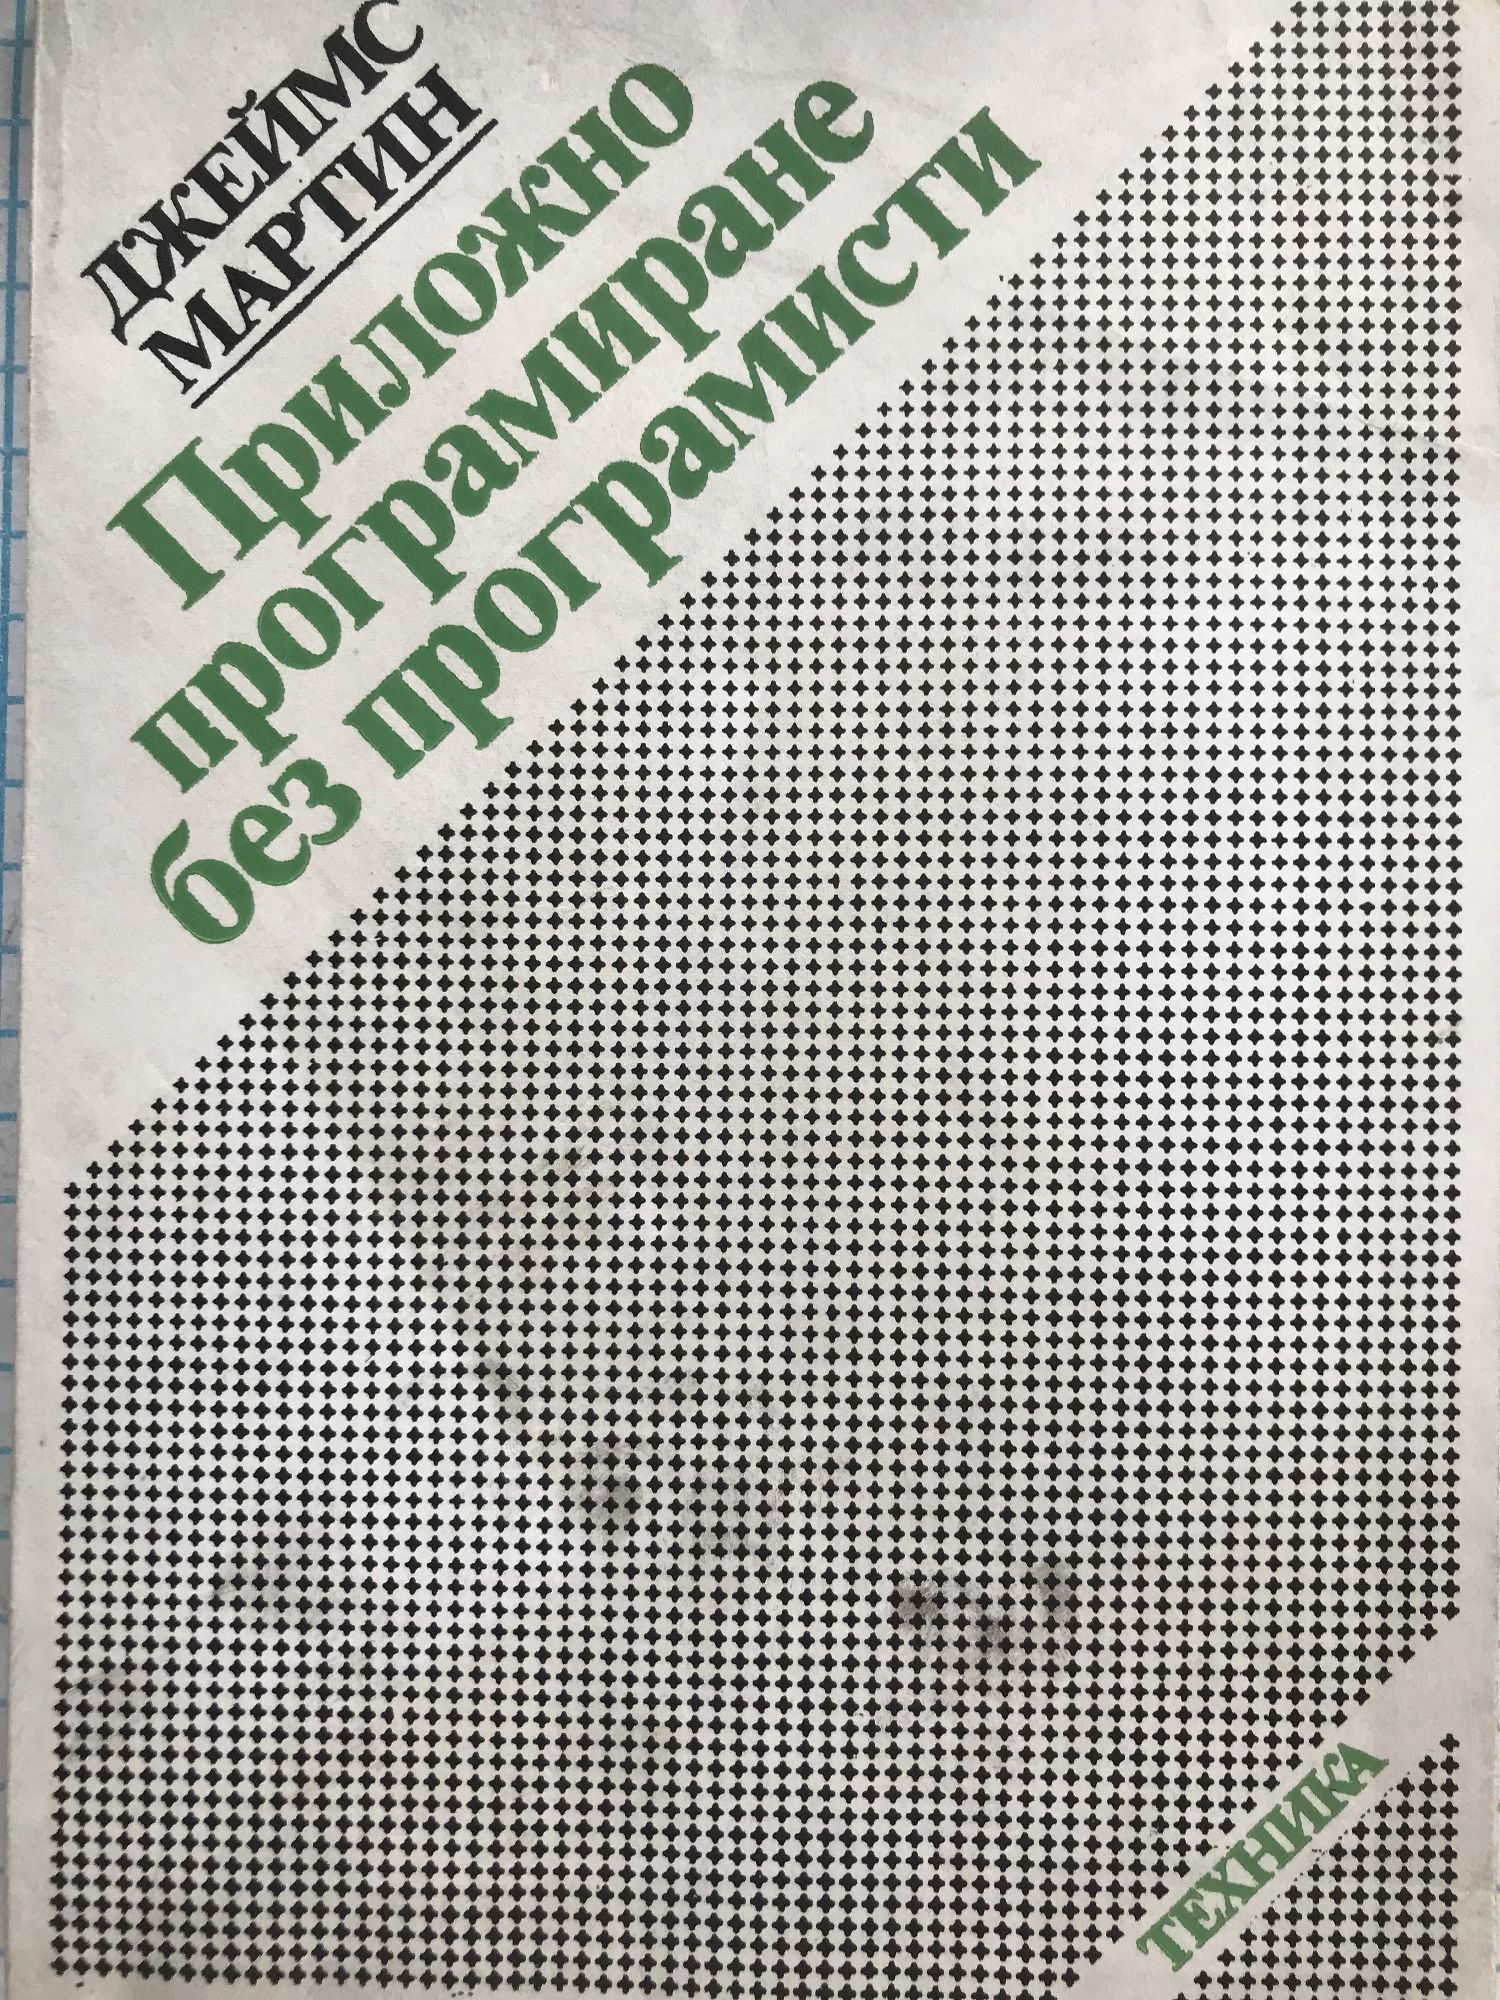 ДЖЕЙМС
МАРТИН
Приложно
програмиране
без програмисти
ТЕХНИКА